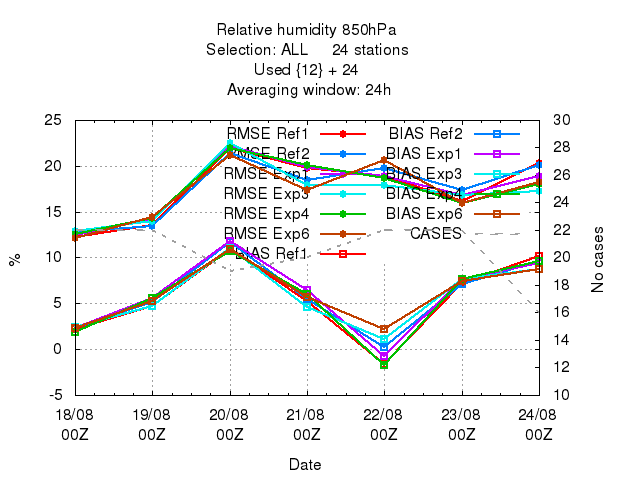 Relative humidity 850hPa
Selection: ALL 24 stations
Used {12} + 24
Averaging window: 24h
25
20
15
10
5
0
-5
%
30
28
26
24
22
20
18
16
14
12
10
No cases
RMSE Ref1
RMSE Ref2
RMSE Exp1
RMSE Exp3
RMSE Exp4
RMSE Exp6
BIAS Ref1
BIAS Ref2
BIAS Exp1
BIAS Exp3
BIAS Exp4
BIAS Exp6
CASES
18/08 19/08 20/08 21/08 22/08 23/08 24/08
00Z 00Z 00Z 00Z 00Z 00Z 00Z
Date